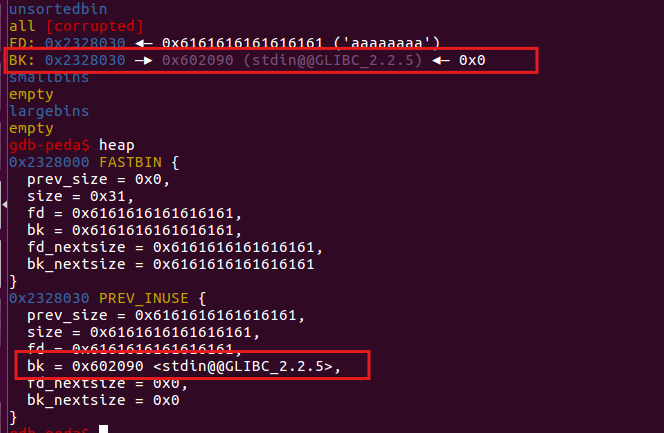 unsortedbin
all [corrupted]
FD: 0x2328030 ◂— 0x6161616161616161 ('aaaaaaaa')
BK: 0x2328030 —▸ 0x602090 (stdin@@GLIBC_2.2.5) ◂— 0x0
smallbins
empty
largebins
empty
gdb-peda$ heap
0x2328000 FASTBIN {
  prev_size = 0x0,
  size = 0x31,
  fd = 0x6161616161616161,
  bk = 0x6161616161616161,
  fd_nextsize = 0x6161616161616161,
  bk_nextsize = 0x6161616161616161
}
0x2328030 PREV_INUSE {
  prev_size = 0x6161616161616161,
  size = 0x6161616161616161,
  fd = 0x6161616161616161,
  bk = 0x602090 <stdin@@GLIBC_2.2.5>,
  fd_nextsize = 0x0,
  bk_nextsize = 0x0
}
gdb-peda$